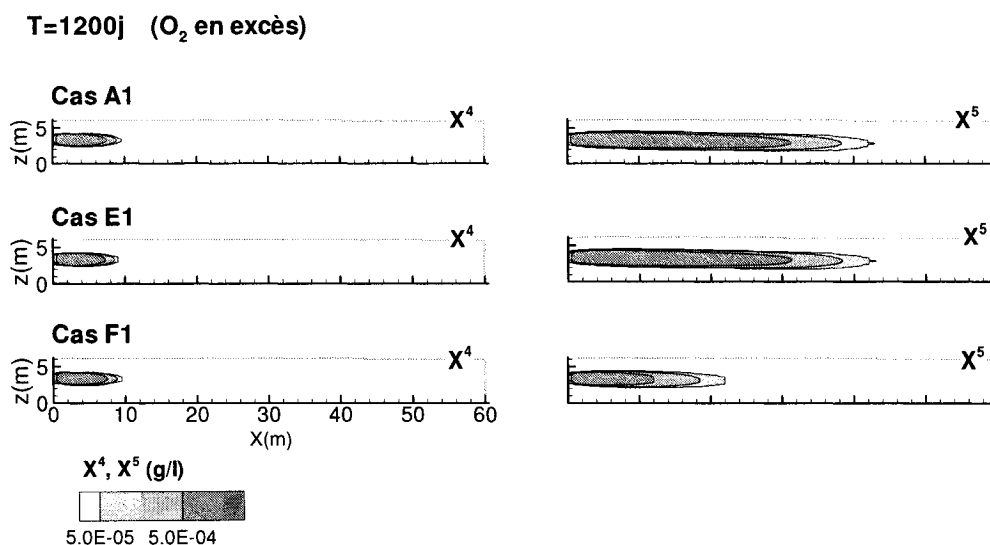 T=1200j (O₂ en excès)
Cas A1
X⁴
X⁵
z(m)
5
0
Cas E1
X⁴
X⁵
z(m)
5
0
Cas F1
X⁴
X⁵
z(m)
5
0
0 10 20 30 40 50 60
X(m)
X⁴, X⁵ (g/l)
5.0E-05 5.0E-04